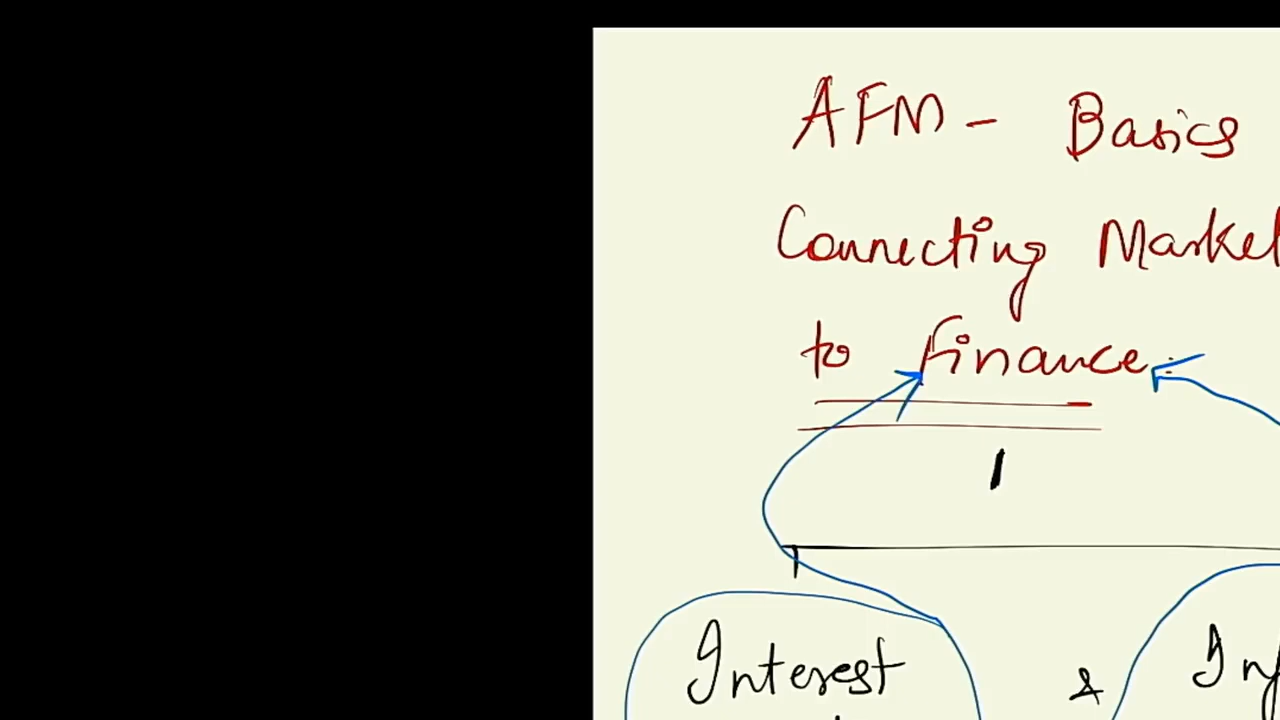 AFM - Basics
Connecting Market
to Finance.
Interest &